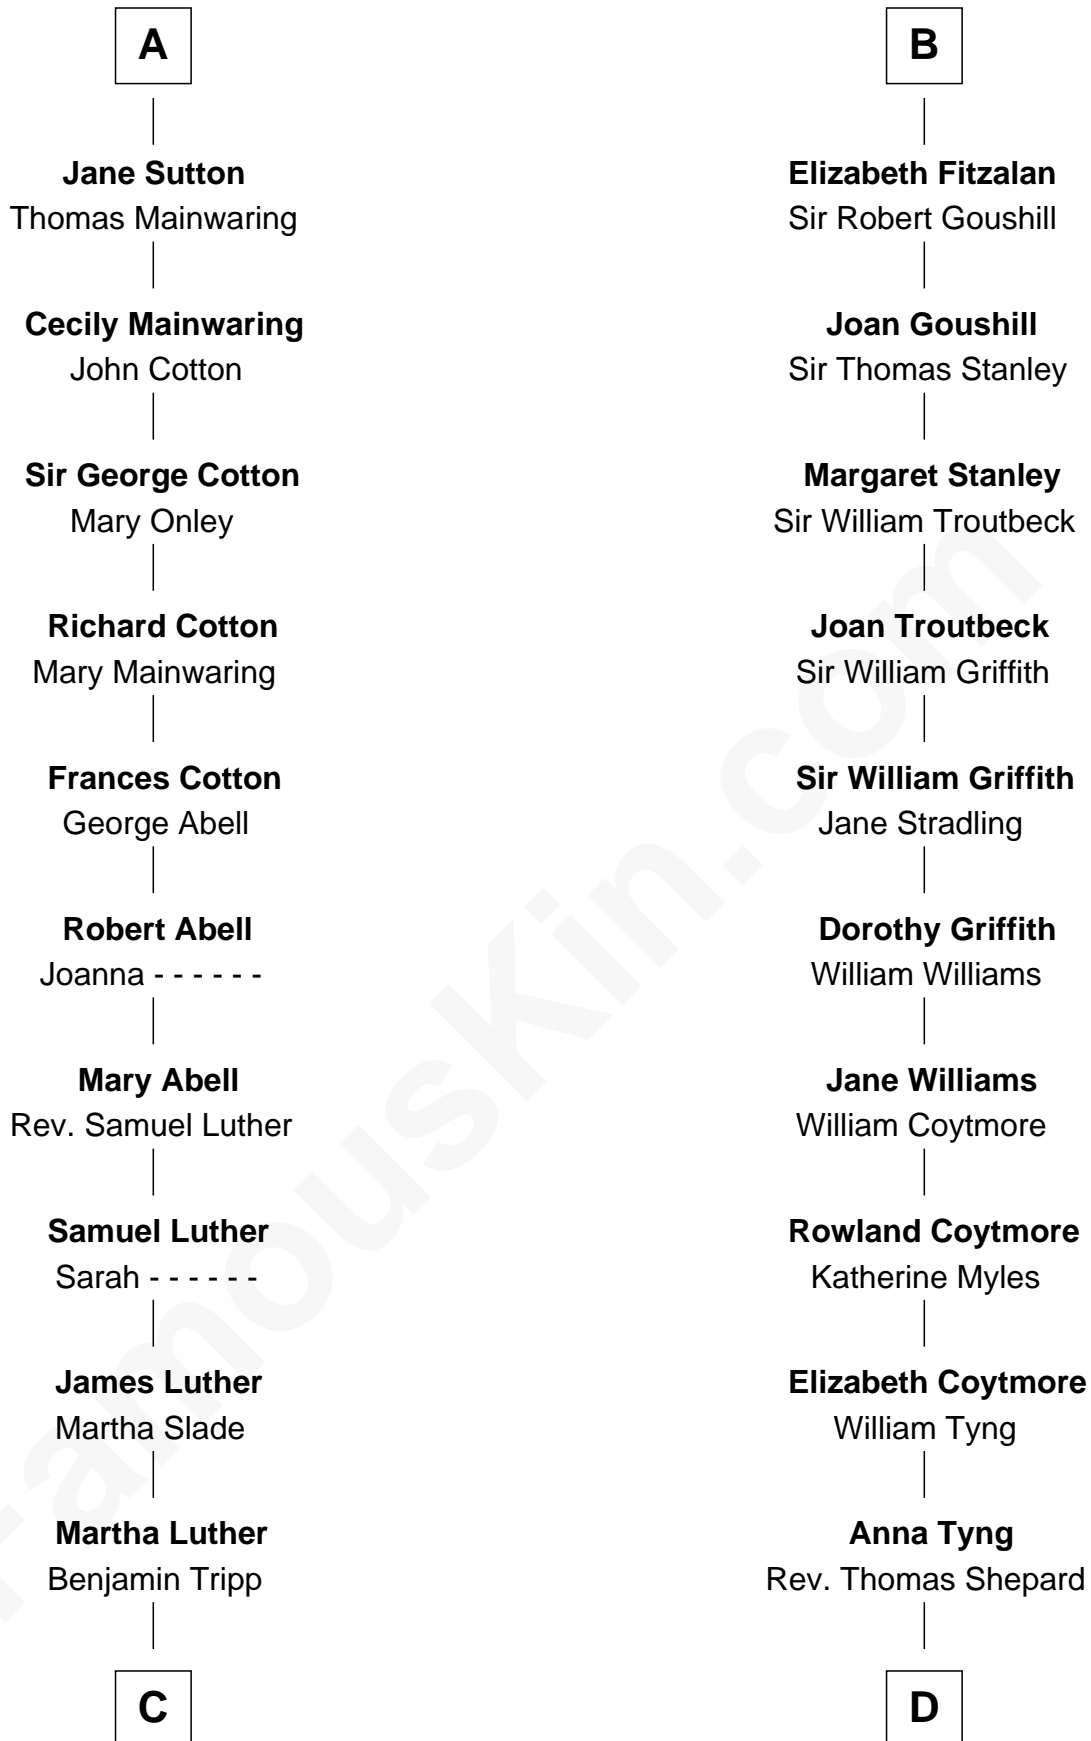 A
Jane Sutton
Thomas Mainwaring
Cecily Mainwaring
John Cotton
Sir George Cotton
Mary Onley
Richard Cotton
Mary Mainwaring
Frances Cotton
George Abell
Robert Abell
Joanna - - - - - -
Mary Abell
Rev. Samuel Luther
Samuel Luther
Sarah - - - - - -
James Luther
Martha Slade
Martha Luther
Benjamin Tripp
C
B
Elizabeth Fitzalan
Sir Robert Goushill
Joan Goushill
Sir Thomas Stanley
Margaret Stanley
Sir William Troutbeck
Joan Troutbeck
Sir William Griffith
Sir William Griffith
Jane Stradling
Dorothy Griffith
William Williams
Jane Williams
William Coytmore
Rowland Coytmore
Katherine Myles
Elizabeth Coytmore
William Tyng
Anna Tyng
Rev. Thomas Shepard
D
FamousKin.com